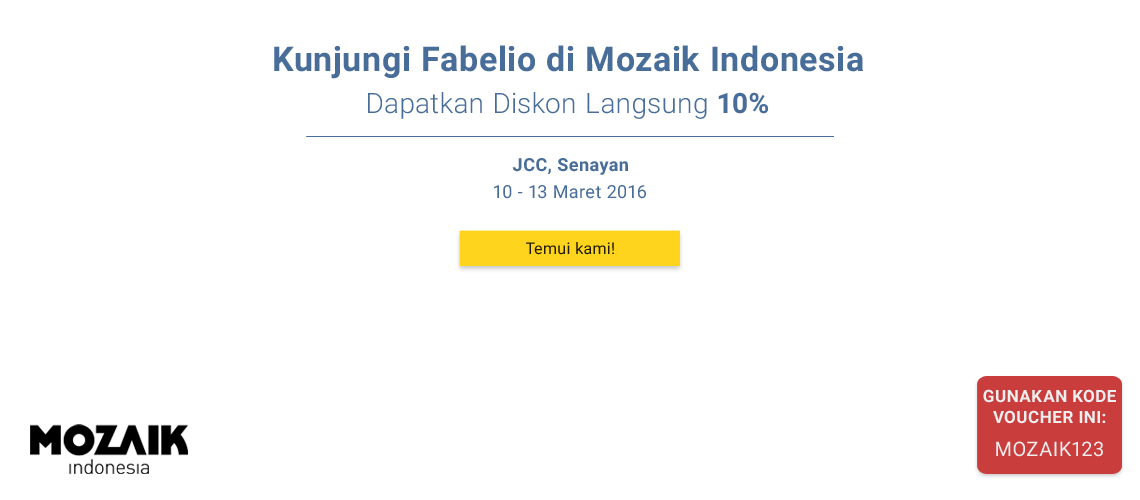 Kunjungi Fabelio di Mozaik Indonesia
Dapatkan Diskon Langsung 10%
JCC, Senayan
10 - 13 Maret 2016
Temui kami!
MOZAIK
indonesia
GUNAKAN KODE
VOUCHER INI:
MOZAIK123